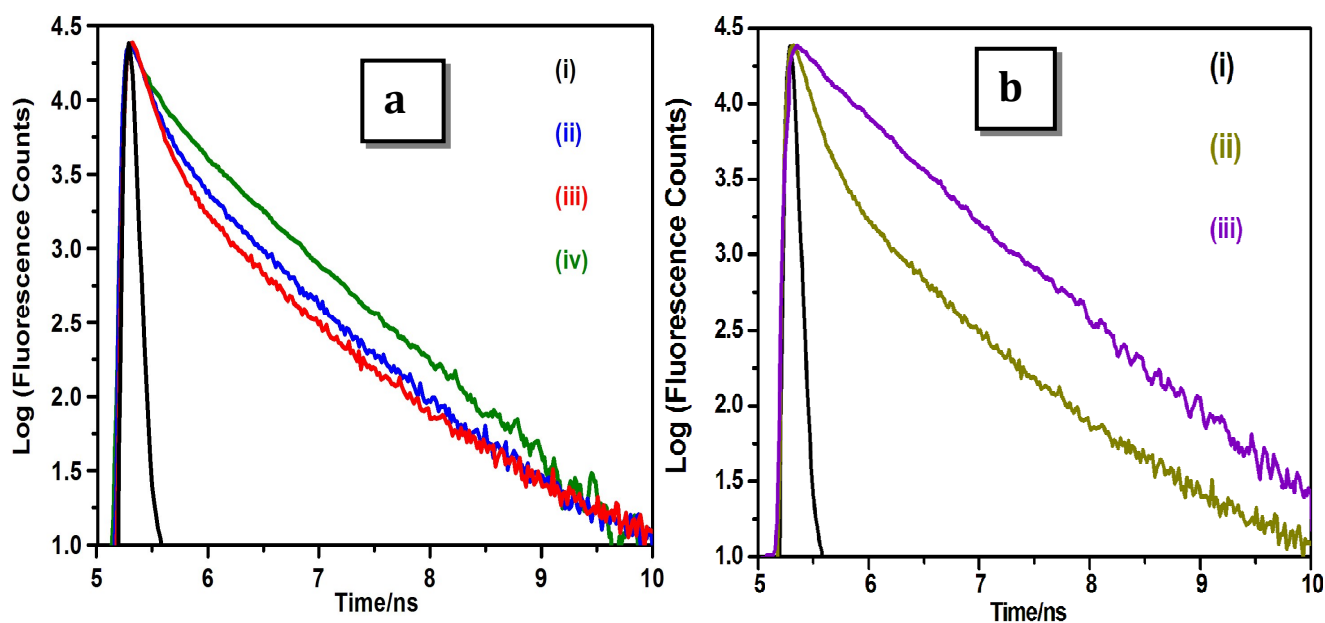 4.5
4.0
3.5
3.0
2.5
2.0
1.5
1.0
Log (Fluorescence Counts)
a
(i)
(ii)
(iii)
(iv)
5 6 7 8 9 10
Time/ns
4.5
4.0
3.5
3.0
2.5
2.0
1.5
1.0
Log (Fluorescence Counts)
b
(i)
(ii)
(iii)
5 6 7 8 9 10
Time/ns